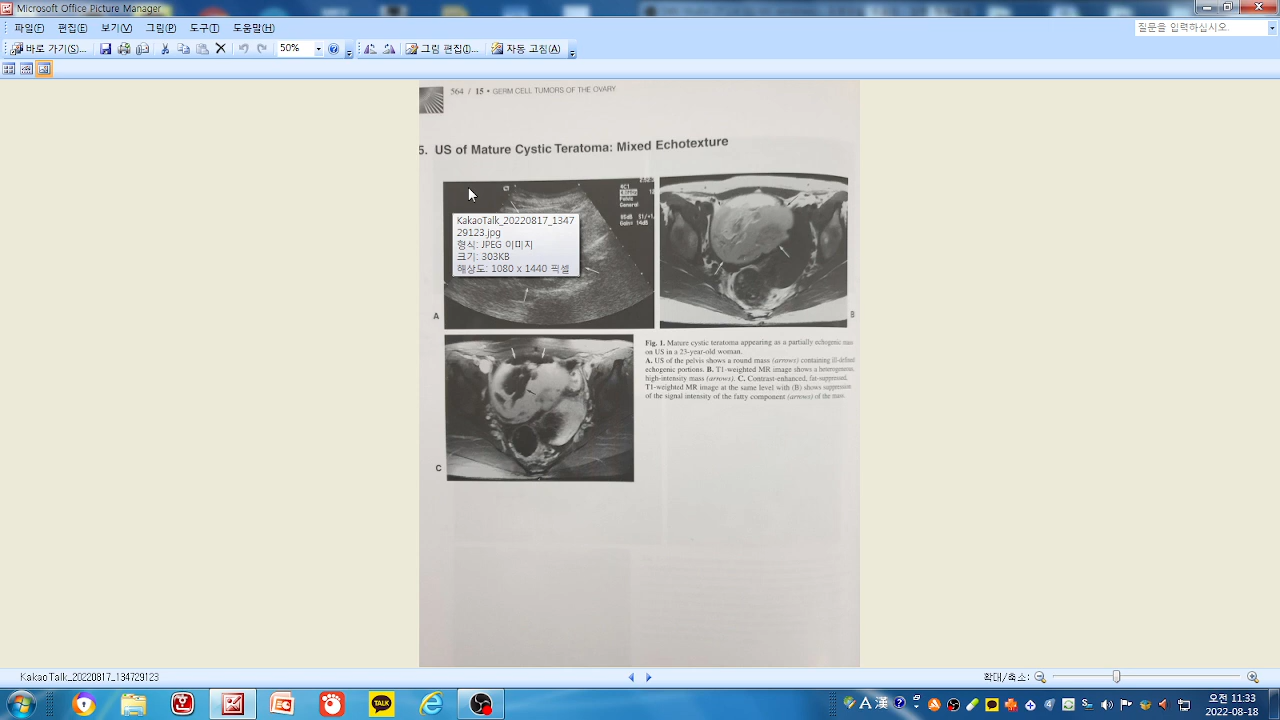 Microsoft Office Picture Manager
파일(F) 편집(E) 보기(V) 그림(P) 도구(T) 도움말(H)
질문을 입력하십시오.
바로 가기(O)... 50% 그림 편집(E)... 자동 고침(A)
564 / 15 • GERM CELL TUMORS OF THE OVARY
5. US of Mature Cystic Teratoma: Mixed Echotexture
4C1
Pelvis
General
KakaoTalk_20220817_1347
29123.jpg
형식: JPEG 이미지
크기: 303KB
해상도: 1080 x 1440 픽셀
A
B
C
Fig. 1. Mature cystic teratoma appearing as a partially echogenic mass
on US in a 23-year-old woman.
A. US of the pelvis shows a round mass (arrows) containing ill-defined
echogenic portions. B. T1-weighted MR image shows a heterogenous,
high-intensity mass (arrows). C. Contrast-enhanced, fat-suppressed,
T1-weighted MR image at the same level with (B) shows suppression
of the signal intensity of the fatty component (arrows) of the mass.
KakaoTalk_20220817_134729123
확대/축소:
TALK
A 漢
오전 11:33
2022-08-18